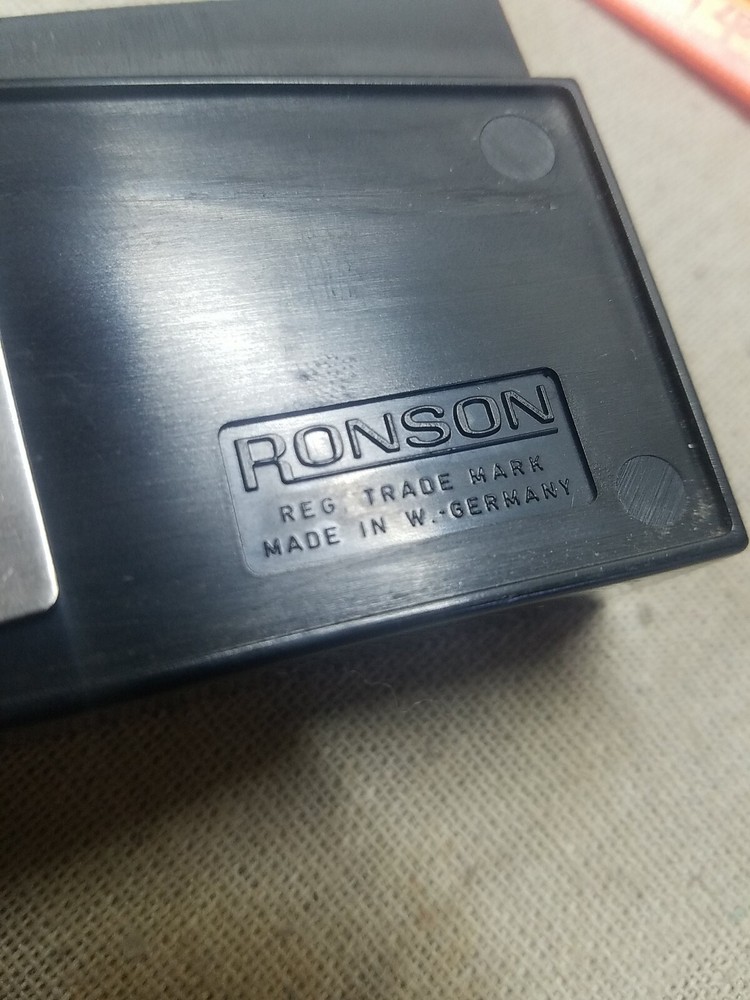 RONSON
REG. TRADE MARK
MADE IN W.-GERMANY